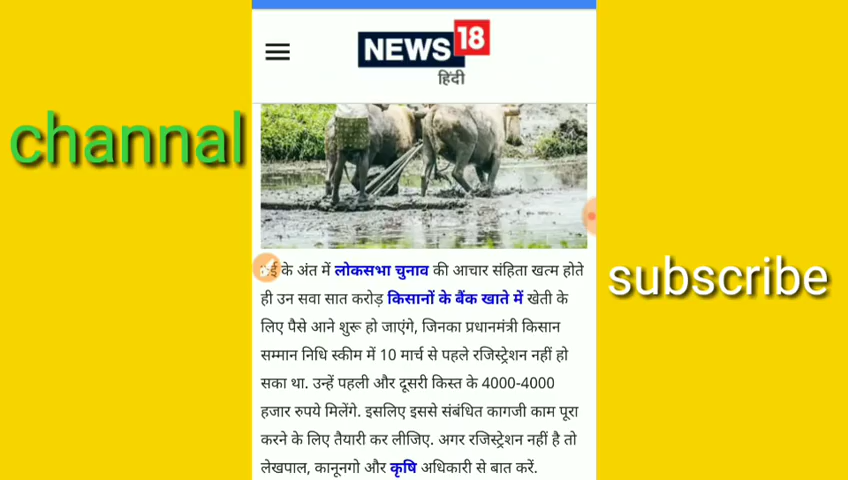 channal
NEWS 18
हिंदी
के अंत में लोकसभा चुनाव की आचार संहिता खत्म होते
ही उन सवा सात करोड़ किसानों के बैंक खाते में खेती के
लिए पैसे आने शुरू हो जाएंगे, जिनका प्रधानमंत्री किसान
सम्मान निधि स्कीम में 10 मार्च से पहले रजिस्ट्रेशन नहीं हो
सका था. उन्हें पहली और दूसरी किस्त के 4000-4000
हजार रुपये मिलेंगे. इसलिए इससे संबंधित कागजी काम पूरा
करने के लिए तैयारी कर लीजिए. अगर रजिस्ट्रेशन नहीं है तो
लेखपाल, कानूनगो और कृषि अधिकारी से बात करें.
subscribe